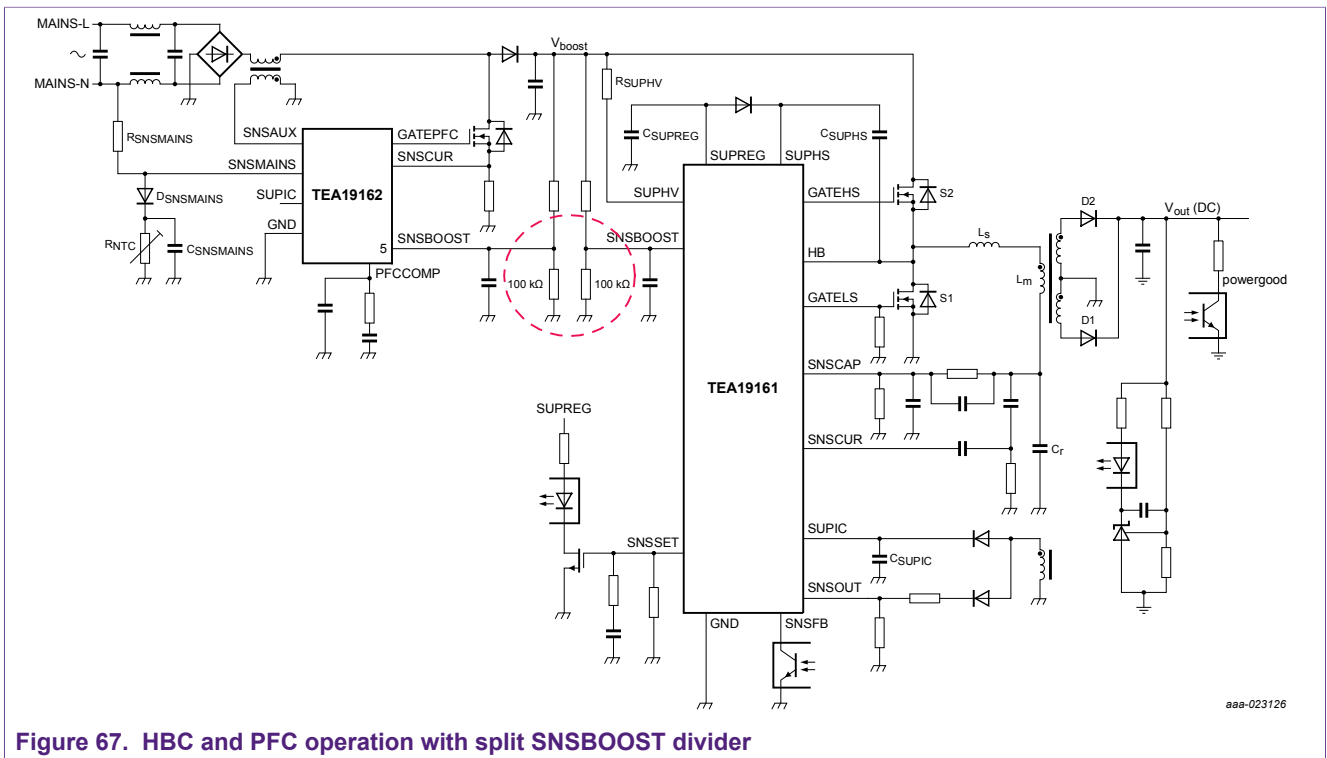 MAINS-L
MAINS-N
RSNSMAINS
SNSAUX
GATEPFC
SNSCUR
SNSMAINS
DSNSMAINS
SUPIC
TEA19162
GND
SNSBOOST
5
PFCCOMP
RNTC
CSNSMAINS
Vboost
RSUPHV
CSUPREG
CSUPHS
SUPREG
SUPHS
SUPHV
GATEHS
S2
SNSBOOST
HB
Ls
Lm
GATELS
S1
100 kΩ
100 kΩ
TEA19161
SNSCAP
SNSCUR
Cr
D2
Vout (DC)
powergood
D1
SUPREG
SNSSET
SUPIC
CSUPIC
SNSOUT
GND
SNSFB
aaa-023126
Figure 67. HBC and PFC operation with split SNSBOOST divider